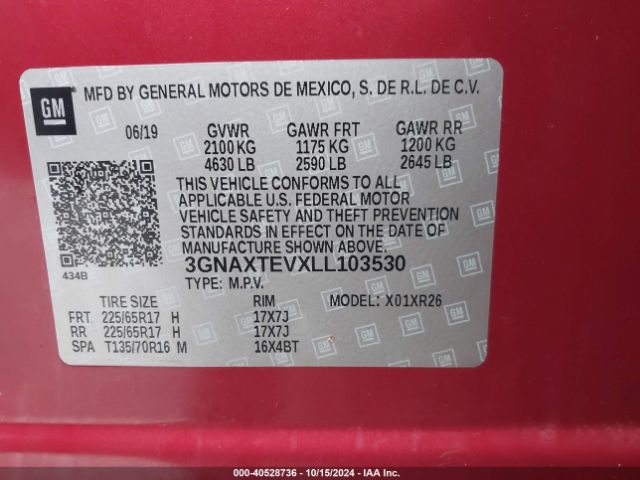 GM MFD BY GENERAL MOTORS DE MEXICO, S. DE R.L. DE C.V.
06/19 GVWR GAWR FRT GAWR RR
2100 KG 1175 KG 1200 KG
4630 LB 2590 LB 2645 LB
THIS VEHICLE CONFORMS TO ALL
APPLICABLE U.S. FEDERAL MOTOR
VEHICLE SAFETY AND THEFT PREVENTION
STANDARDS IN EFFECT ON THE DATE OF
MANUFACTURE SHOWN ABOVE.
434B 3GNAXTEVXLL103530
TYPE: M.P.V.
TIRE SIZE RIM MODEL: X01XR26
FRT 225/65R17 H 17X7J
RR 225/65R17 H 17X7J
SPA T135/70R16 M 16X4BT
000-40528736 - 10/15/2024 - IAA Inc.